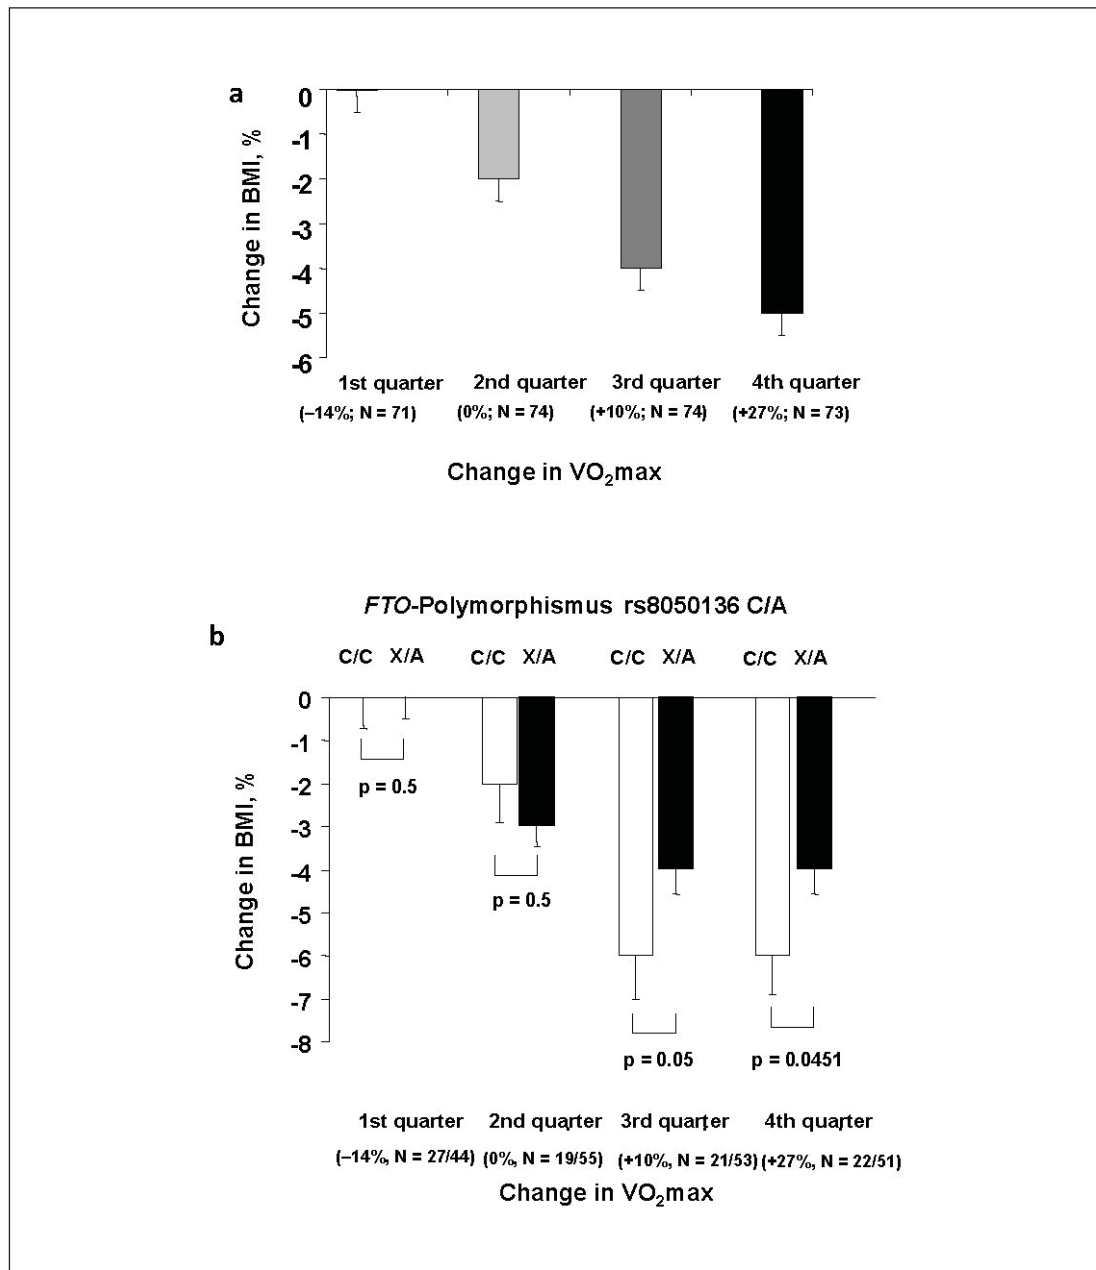 a
Change in BMI, %
0
-1
-2
-3
-4
-5
-6
1st quarter 2nd quarter 3rd quarter 4th quarter
(–14%; N = 71) (0%; N = 74) (+10%; N = 74) (+27%; N = 73)
Change in VO₂max
FTO-Polymorphismus rs8050136 C/A
b
C/C X/A C/C X/A C/C X/A C/C X/A
Change in BMI, %
0
-1
-2
-3
-4
-5
-6
-7
-8
p = 0.5
p = 0.5
p = 0.05 p = 0.0451
1st quarter 2nd quarter 3rd quarter 4th quarter
(–14%, N = 27/44) (0%, N = 19/55) (+10%, N = 21/53) (+27%, N = 22/51)
Change in VO₂max